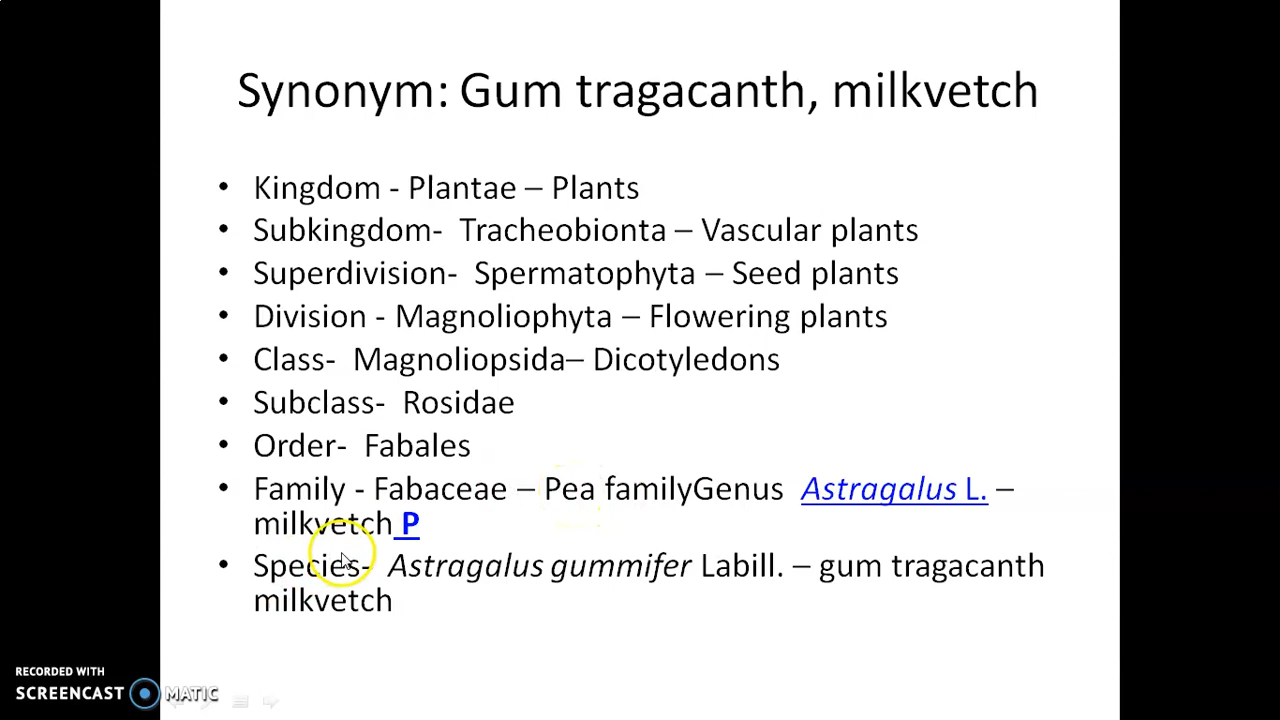 Synonym: Gum tragacanth, milkvetch
• Kingdom - Plantae – Plants
• Subkingdom- Tracheobionta – Vascular plants
• Superdivision- Spermatophyta – Seed plants
• Division - Magnoliophyta – Flowering plants
• Class- Magnoliopsida– Dicotyledons
• Subclass- Rosidae
• Order- Fabales
• Family - Fabaceae – Pea familyGenus Astragalus L. –
milkvetch P
• Species- Astragalus gummifer Labill. – gum tragacanth
milkvetch
RECORDED WITH
SCREENCAST MATIC